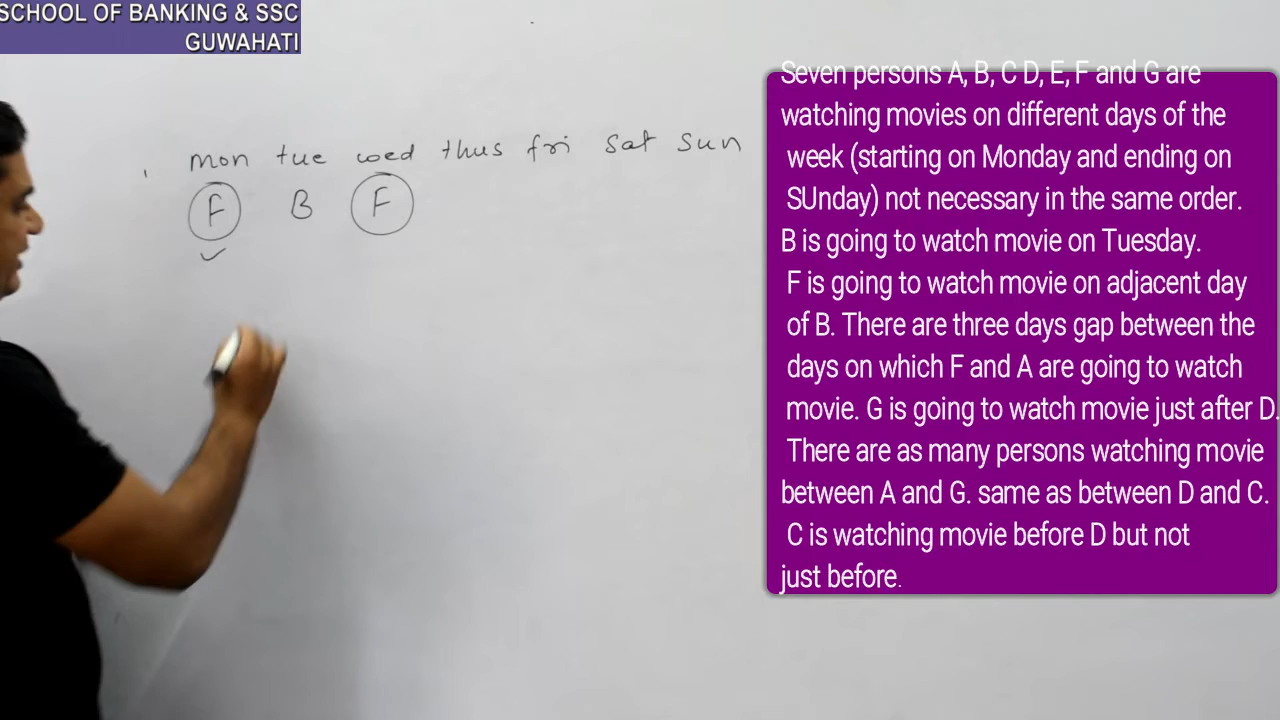 SCHOOL OF BANKING & SSC
GUWAHATI
mon tue wed thus fri sat sun
F B F
Seven persons A, B, C D, E, F and G are
watching movies on different days of the
week (starting on Monday and ending on
SUnday) not necessary in the same order.
B is going to watch movie on Tuesday.
F is going to watch movie on adjacent day
of B. There are three days gap between the
days on which F and A are going to watch
movie. G is going to watch movie just after D.
There are as many persons watching movie
between A and G. same as between D and C.
C is watching movie before D but not
just before.